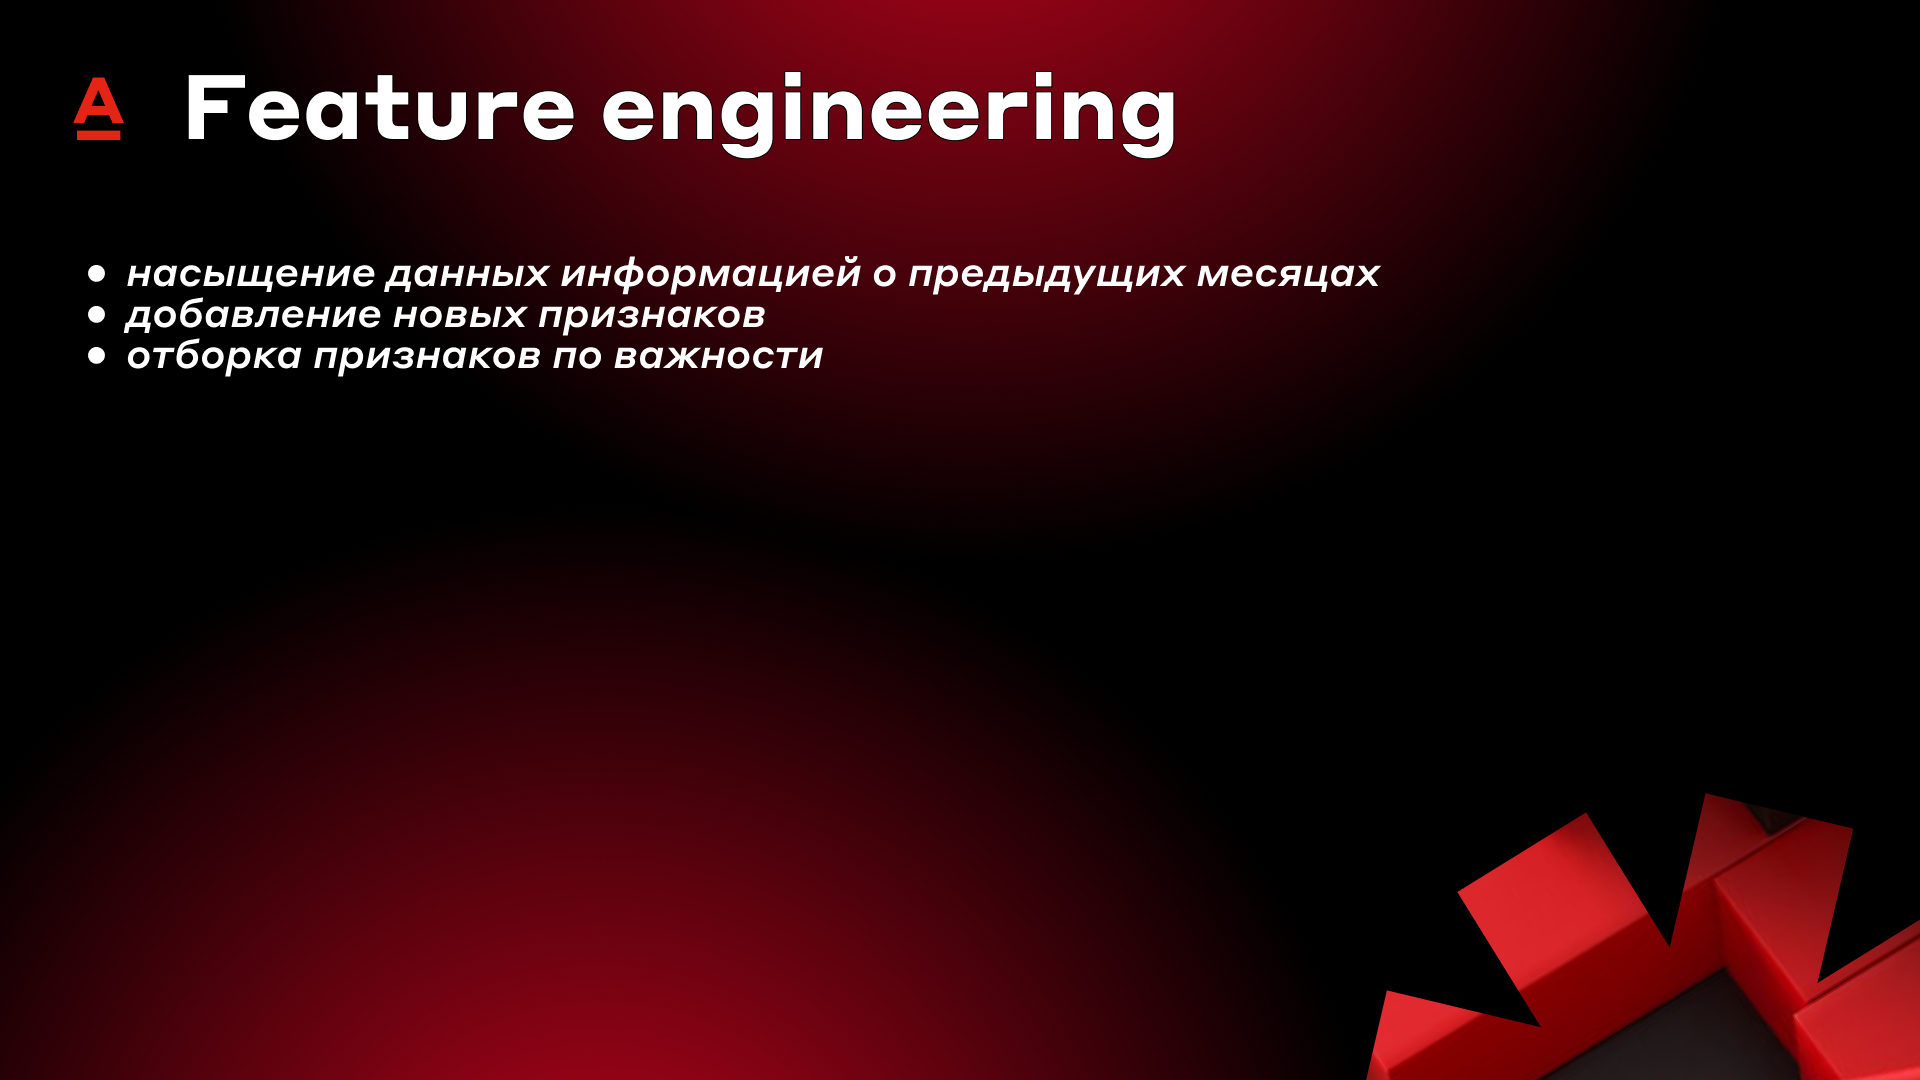 A Feature engineering
● насыщение данных информацией о предыдущих месяцах
● добавление новых признаков
● отборка признаков по важности